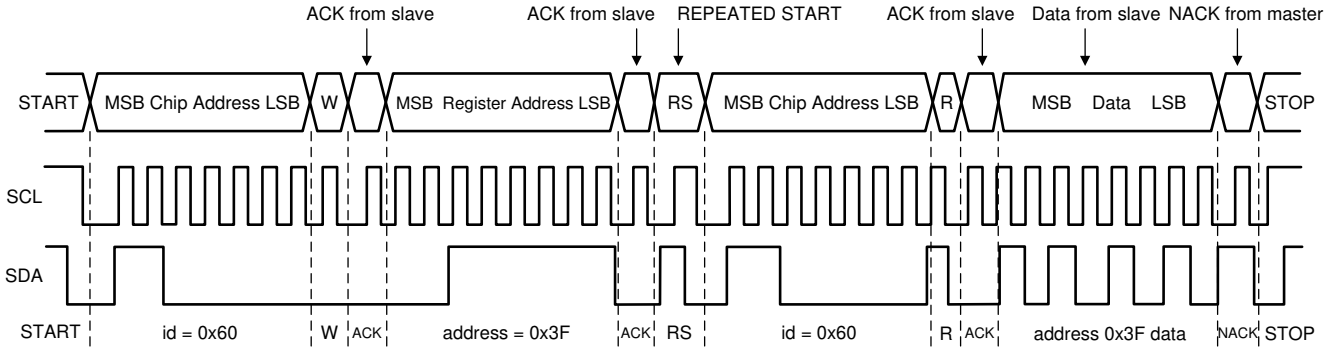 ACK from slave ACK from slave REPEATED START ACK from slave Data from slave NACK from master
START MSB Chip Address LSB W MSB Register Address LSB RS MSB Chip Address LSB R MSB Data LSB STOP
SCL
SDA
START id = 0x60 W ACK address = 0x3F ACK RS id = 0x60 R ACK address 0x3F data NACK STOP